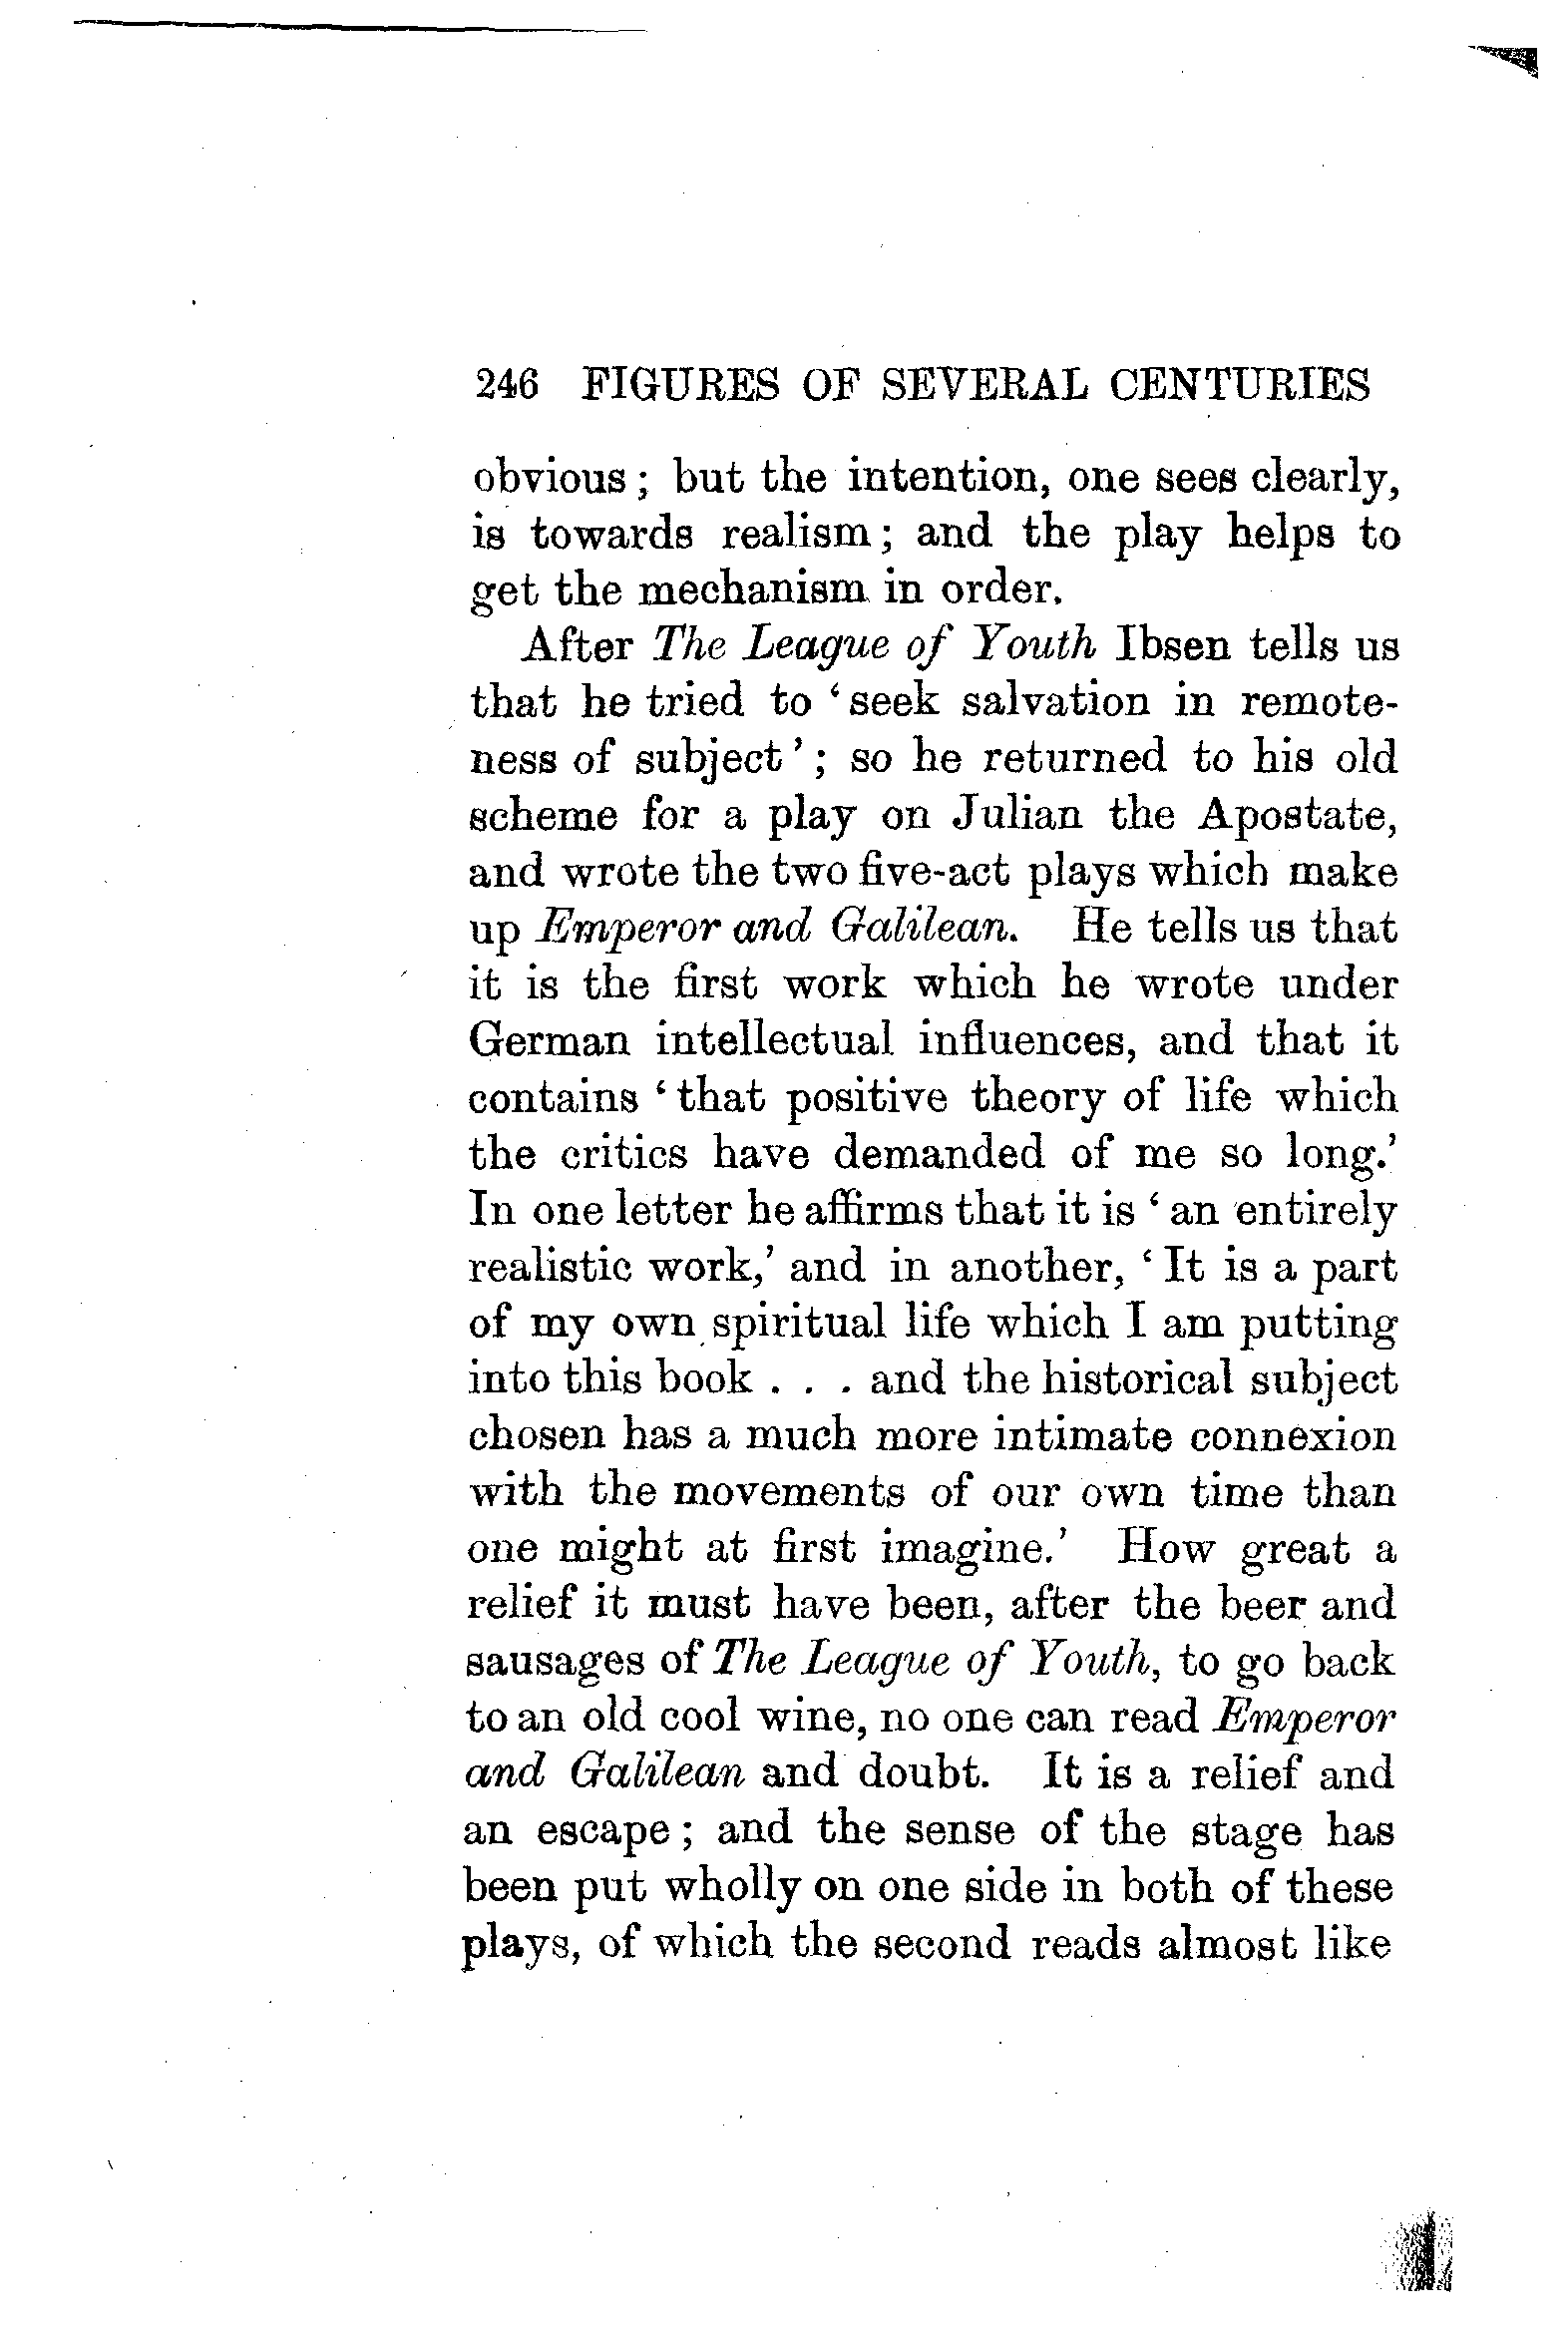 246 FIGURES OF SEVERAL CENTURIES
obvious; but the intention, one sees clearly,
is towards realism; and the play helps to
get the mechanism in order.
After The League of Youth Ibsen tells us
that he tried to ‘seek salvation in remote-
ness of subject’; so he returned to his old
scheme for a play on Julian the Apostate,
and wrote the two five-act plays which make
up Emperor and Galilean. He tells us that
it is the first work which he wrote under
German intellectual influences, and that it
contains ‘that positive theory of life which
the critics have demanded of me so long.’
In one letter he affirms that it is ‘an entirely
realistic work,’ and in another, ‘It is a part
of my own spiritual life which I am putting
into this book . . . and the historical subject
chosen has a much more intimate connexion
with the movements of our own time than
one might at first imagine.’ How great a
relief it must have been, after the beer and
sausages of The League of Youth, to go back
to an old cool wine, no one can read Emperor
and Galilean and doubt. It is a relief and
an escape; and the sense of the stage has
been put wholly on one side in both of these
plays, of which the second reads almost like